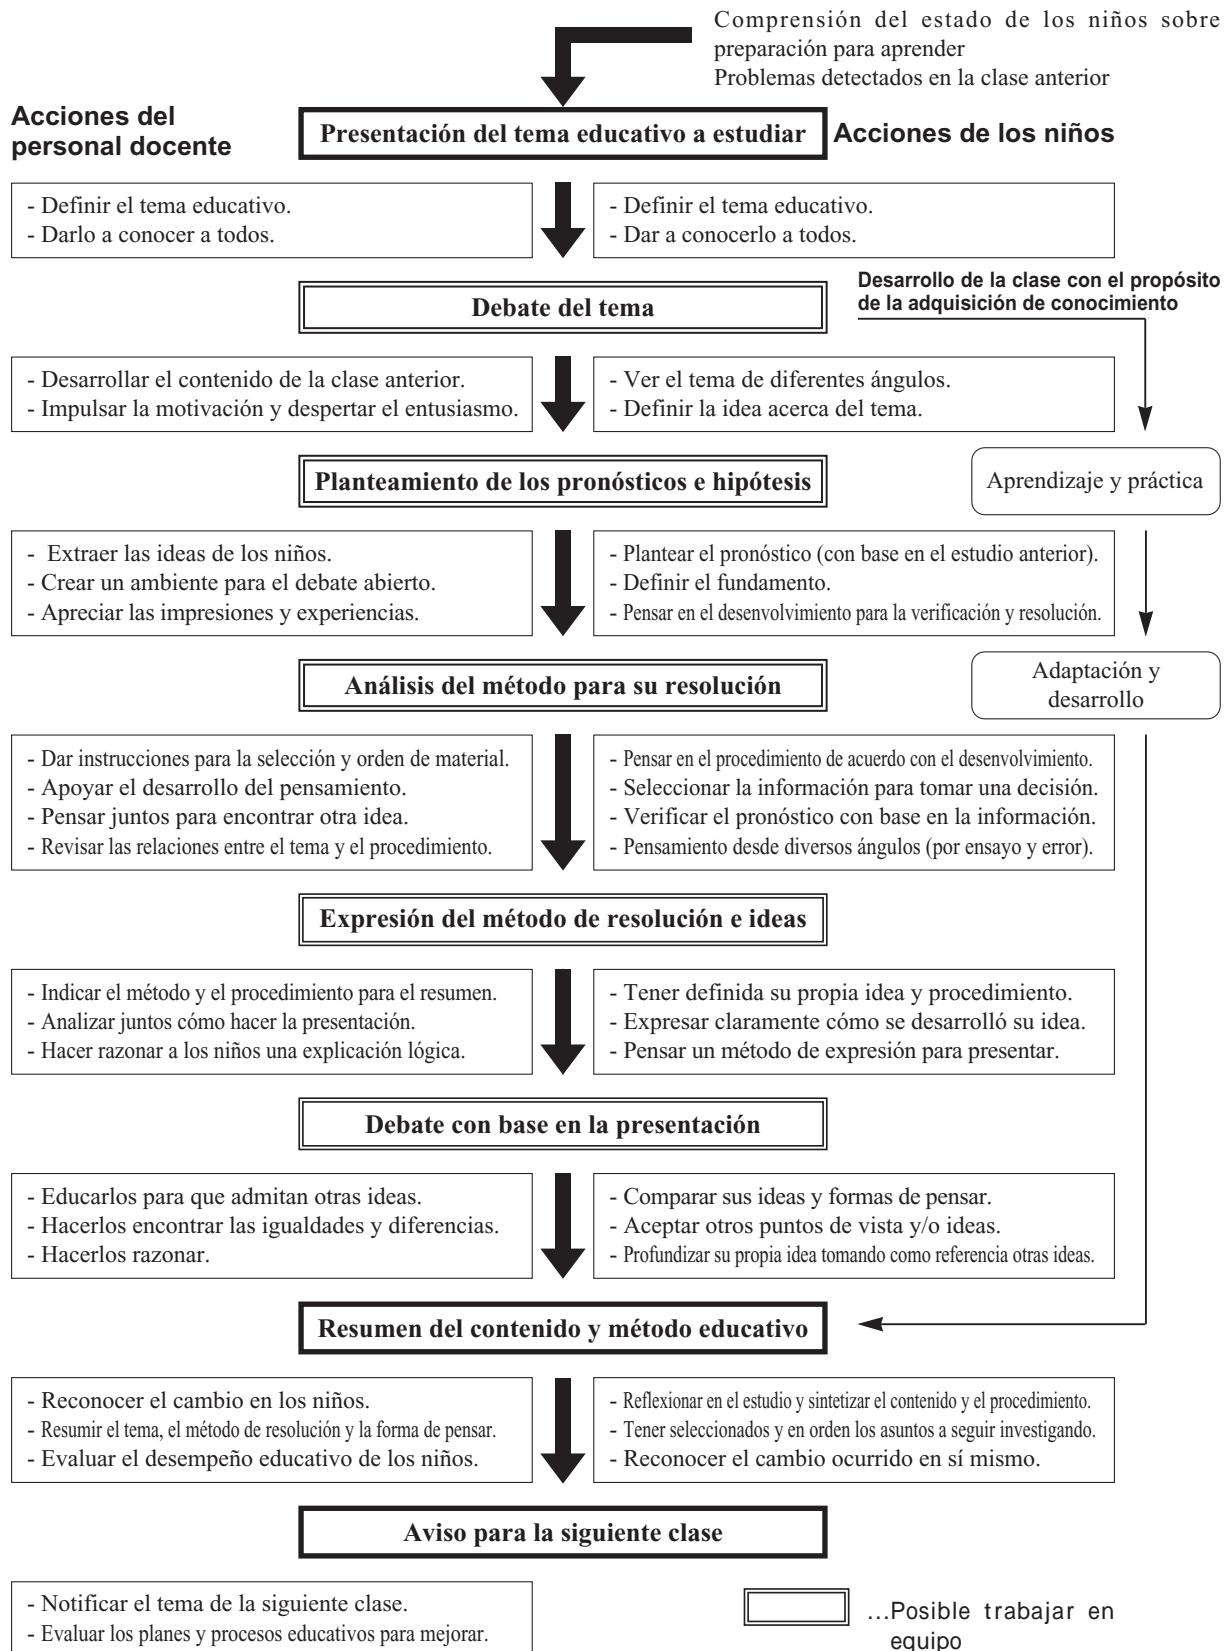 Comprensión del estado de los niños sobre
preparación para aprender
Problemas detectados en la clase anterior
Acciones del
personal docente
Presentación del tema educativo a estudiar
Acciones de los niños
- Definir el tema educativo.
- Darlo a conocer a todos.
- Definir el tema educativo.
- Dar a conocerlo a todos.
Desarrollo de la clase con el propósito
de la adquisición de conocimiento
Debate del tema
- Desarrollar el contenido de la clase anterior.
- Impulsar la motivación y despertar el entusiasmo.
- Ver el tema de diferentes ángulos.
- Definir la idea acerca del tema.
Planteamiento de los pronósticos e hipótesis
Aprendizaje y práctica
- Extraer las ideas de los niños.
- Crear un ambiente para el debate abierto.
- Apreciar las impresiones y experiencias.
- Plantear el pronóstico (con base en el estudio anterior).
- Definir el fundamento.
- Pensar en el desenvolvimiento para la verificación y resolución.
Análisis del método para su resolución
Adaptación y
desarrollo
- Dar instrucciones para la selección y orden de material.
- Apoyar el desarrollo del pensamiento.
- Pensar juntos para encontrar otra idea.
- Revisar las relaciones entre el tema y el procedimiento.
- Pensar en el procedimiento de acuerdo con el desenvolvimiento.
- Seleccionar la información para tomar una decisión.
- Verificar el pronóstico con base en la información.
- Pensamiento desde diversos ángulos (por ensayo y error).
Expresión del método de resolución e ideas
- Indicar el método y el procedimiento para el resumen.
- Analizar juntos cómo hacer la presentación.
- Hacer razonar a los niños una explicación lógica.
- Tener definida su propia idea y procedimiento.
- Expresar claramente cómo se desarrolló su idea.
- Pensar un método de expresión para presentar.
Debate con base en la presentación
- Educarlos para que admitan otras ideas.
- Hacerlos encontrar las igualdades y diferencias.
- Hacerlos razonar.
- Comparar sus ideas y formas de pensar.
- Aceptar otros puntos de vista y/o ideas.
- Profundizar su propia idea tomando como referencia otras ideas.
Resumen del contenido y método educativo
- Reconocer el cambio en los niños.
- Resumir el tema, el método de resolución y la forma de pensar.
- Evaluar el desempeño educativo de los niños.
- Reflexionar en el estudio y sintetizar el contenido y el procedimiento.
- Tener seleccionados y en orden los asuntos a seguir investigando.
- Reconocer el cambio ocurrido en sí mismo.
Aviso para la siguiente clase
- Notificar el tema de la siguiente clase.
- Evaluar los planes y procesos educativos para mejorar.
...Posible trabajar en
equipo